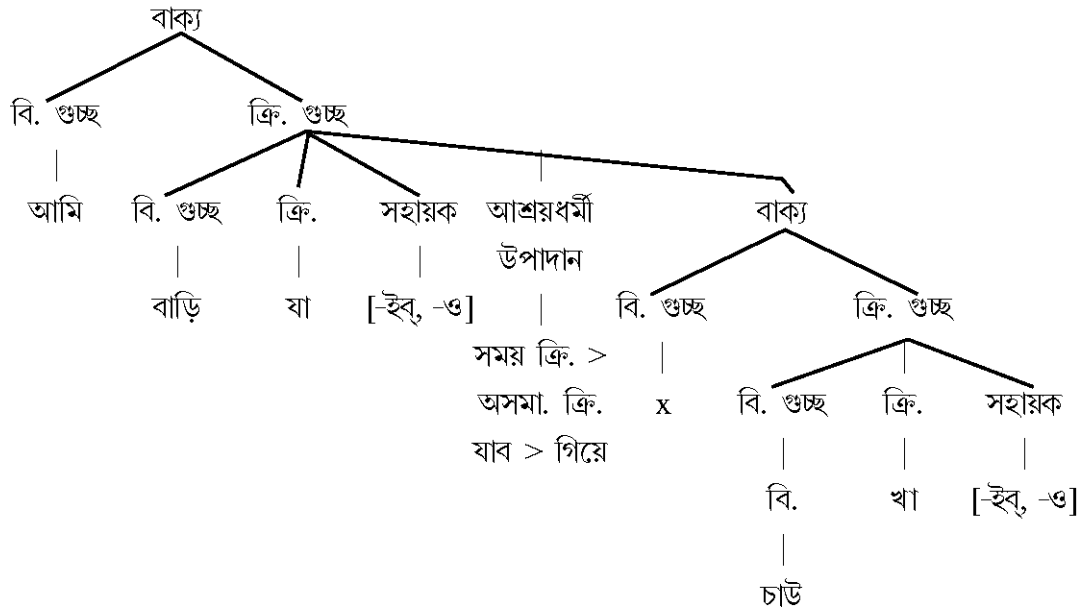 বাক্য
বি. গুচ্ছ ক্রি. গুচ্ছ
আমি বি. গুচ্ছ ক্রি. সহায়ক আশ্রয়ধর্মী বাক্য
উপাদান
বাড়ি যা [-ইব্, -ও] বি. গুচ্ছ ক্রি. গুচ্ছ
সময় ক্রি. >
অসমা. ক্রি. x বি. গুচ্ছ ক্রি. সহায়ক
যাব > গিয়ে
বি. খা [-ইব্, -ও]
চাউ